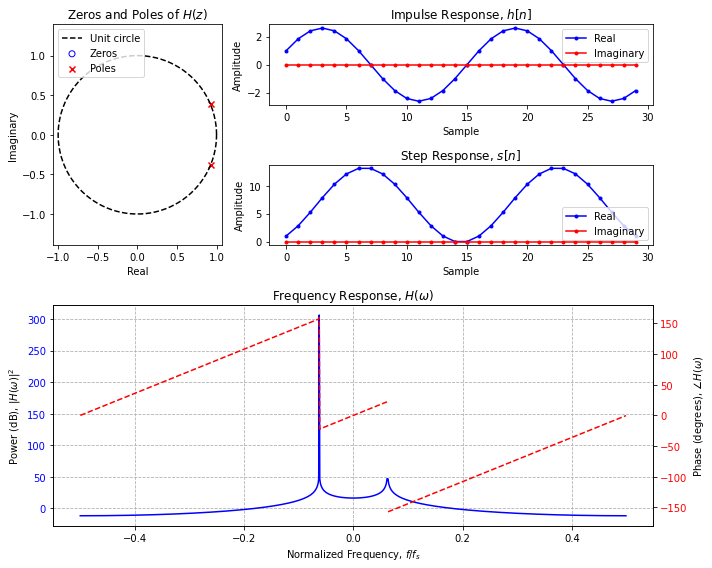 Zeros and Poles of H(z)
Unit circle
Zeros
Poles
1.0
0.5
0.0
−0.5
−1.0
Imaginary
−1.0 −0.5 0.0 0.5 1.0
Real
Impulse Response, h[n]
Real
Imaginary
2
0
−2
Amplitude
0 5 10 15 20 25 30
Sample
Step Response, s[n]
Real
Imaginary
10
5
0
Amplitude
0 5 10 15 20 25 30
Sample
Frequency Response, H(ω)
300
250
200
150
100
50
0
Power (dB), |H(ω)|²
150
100
50
0
−50
−100
−150
Phase (degrees), ∠H(ω)
−0.4 −0.2 0.0 0.2 0.4
Normalized Frequency, f/fₛ